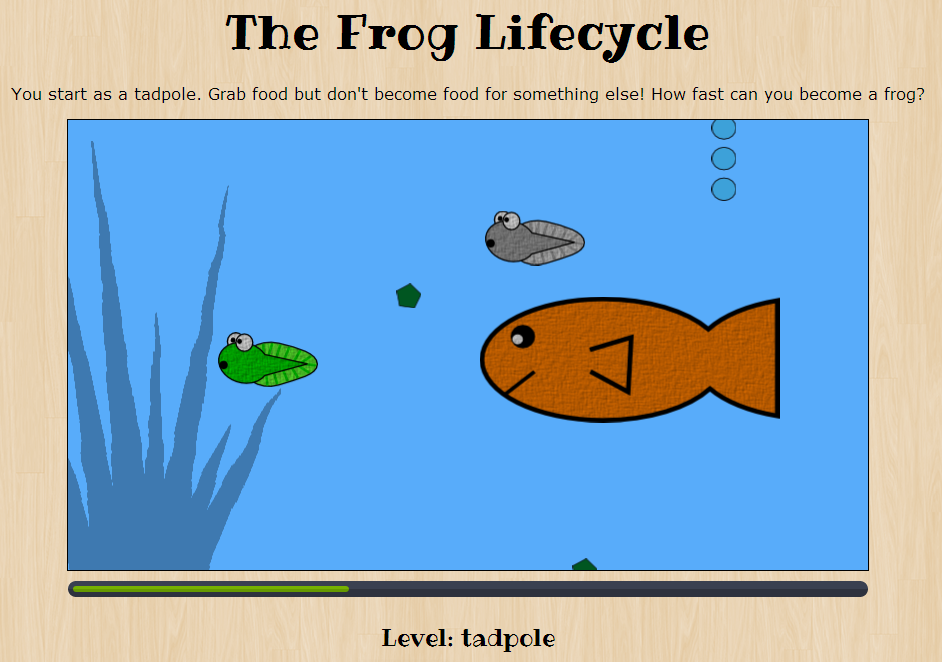 The Frog Lifecycle
You start as a tadpole. Grab food but don't become food for something else! How fast can you become a frog?
Level: tadpole